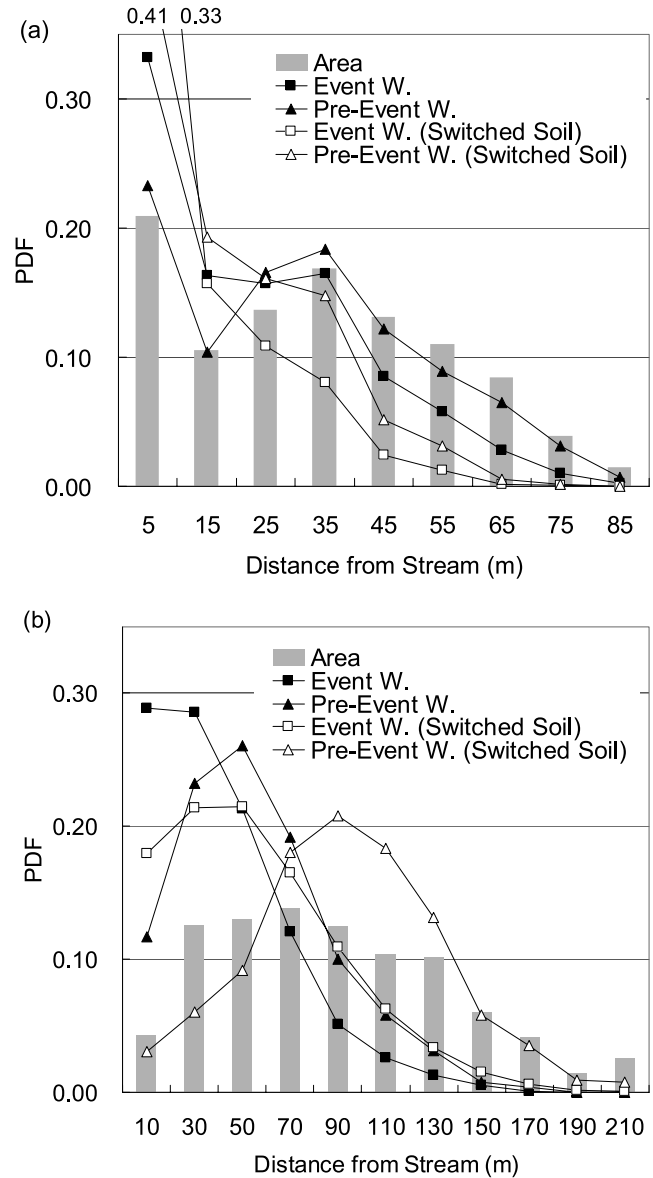 0.41 0.33
(a)
Area
Event W.
Pre-Event W.
Event W. (Switched Soil)
Pre-Event W. (Switched Soil)
0.30
0.20
0.10
0.00
PDF
5 15 25 35 45 55 65 75 85
Distance from Stream (m)
(b)
Area
Event W.
Pre-Event W.
Event W. (Switched Soil)
Pre-Event W. (Switched Soil)
0.30
0.20
0.10
0.00
PDF
10 30 50 70 90 110 130 150 170 190 210
Distance from Stream (m)